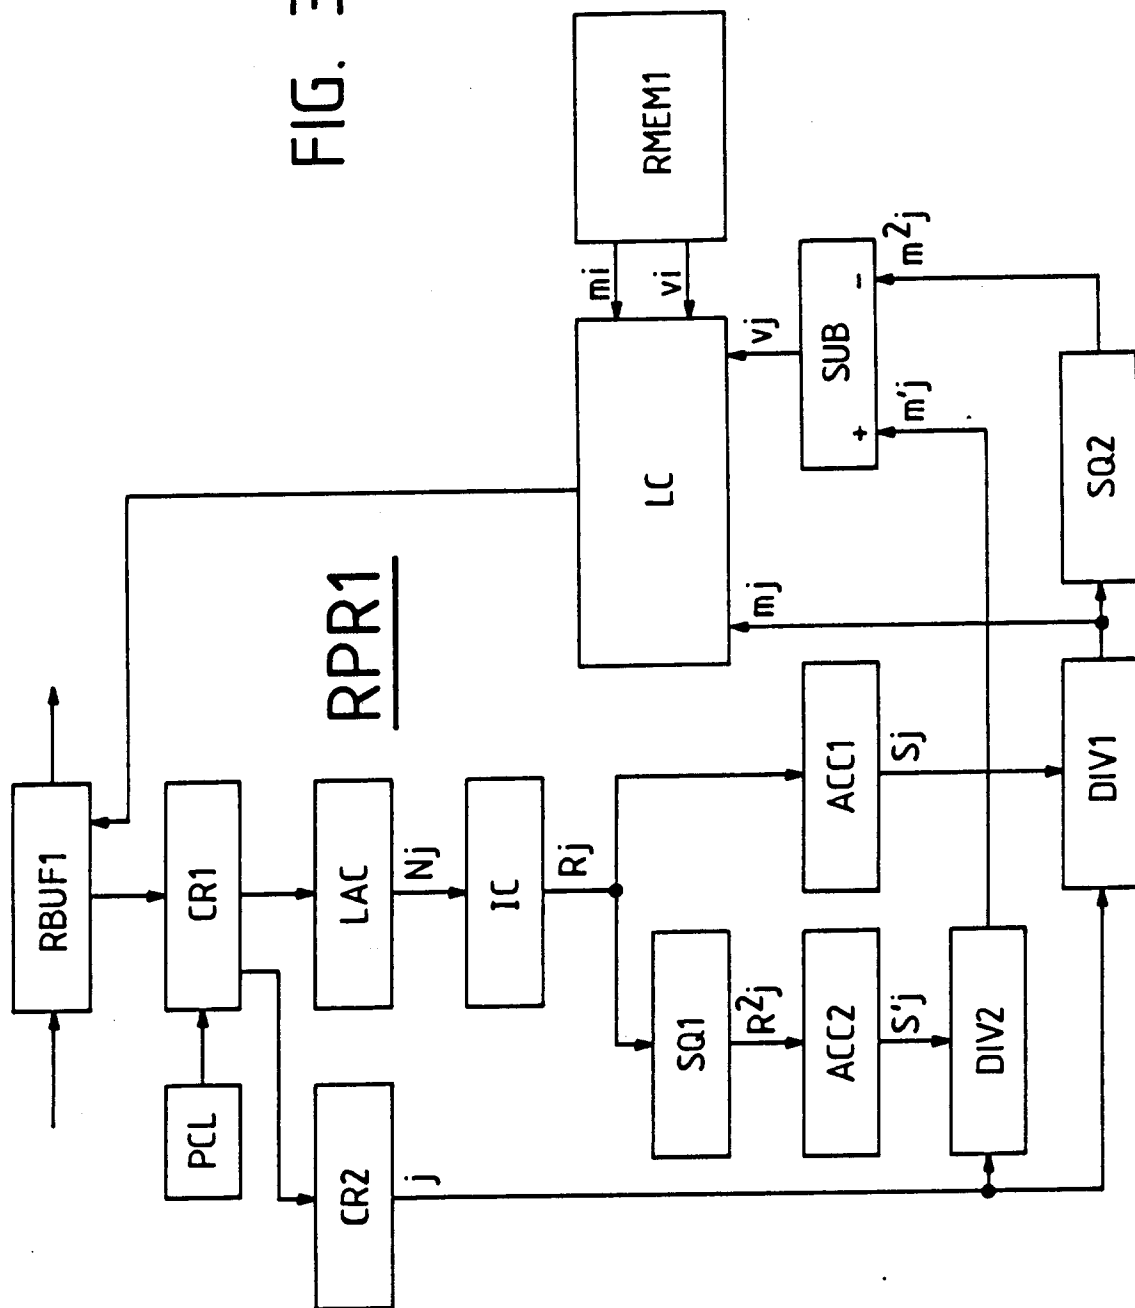 FIG. 3
RPR1
RBUF1
PCL
CR1
CR2
j
LAC
Nj
IC
Rj
SQ1
R²j
ACC2
S'j
DIV2
ACC1
Sj
DIV1
mj
SQ2
m²j
m'j
+
-
SUB
vj
LC
mi
vi
RMEM1